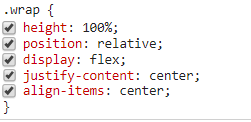 .wrap {
height: 100%;
position: relative;
display: flex;
justify-content: center;
align-items: center;
}